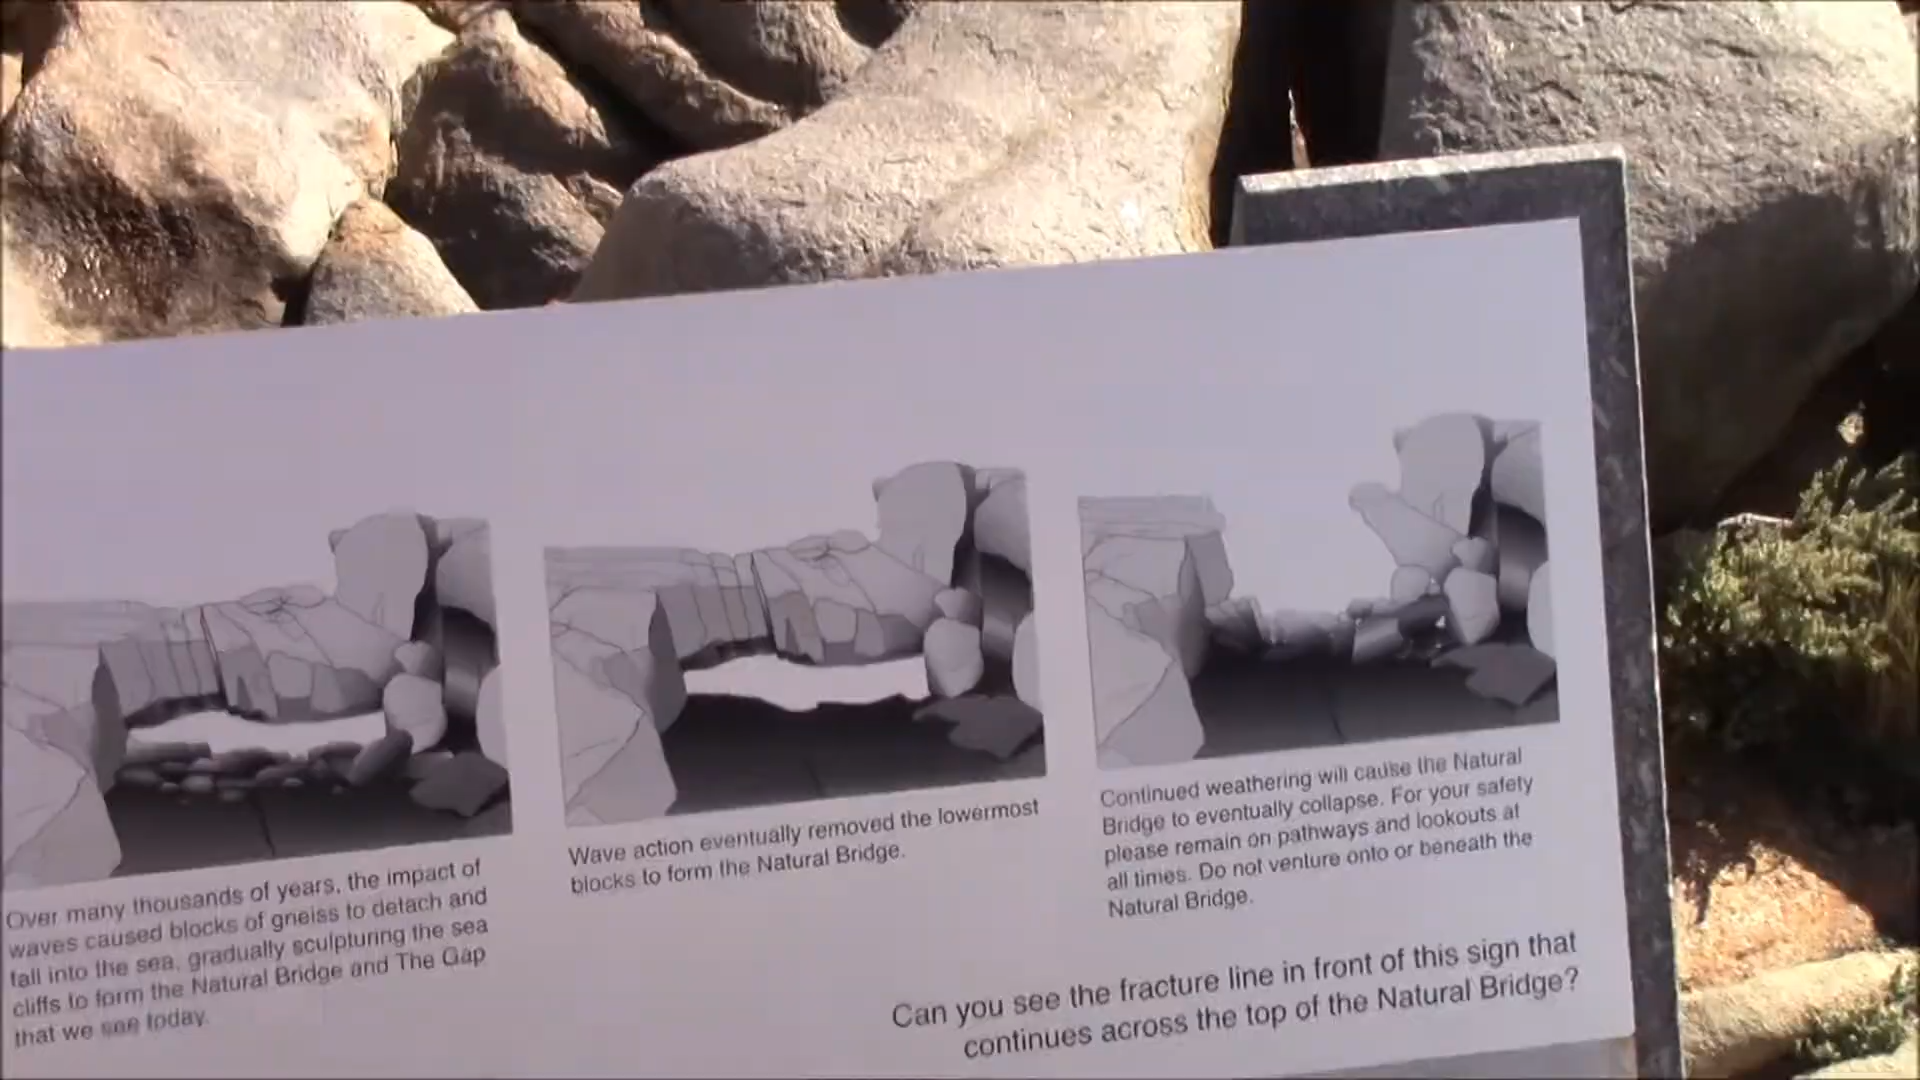 Over many thousands of years, the impact of
waves caused blocks of gneiss to detach and
fall into the sea, gradually sculpturing the sea
cliffs to form the Natural Bridge and The Gap
that we see today.
Wave action eventually removed the lowermost
blocks to form the Natural Bridge.
Continued weathering will cause the Natural
Bridge to eventually collapse. For your safety
please remain on pathways and lookouts at
all times. Do not venture onto or beneath the
Natural Bridge.
Can you see the fracture line in front of this sign that
continues across the top of the Natural Bridge?